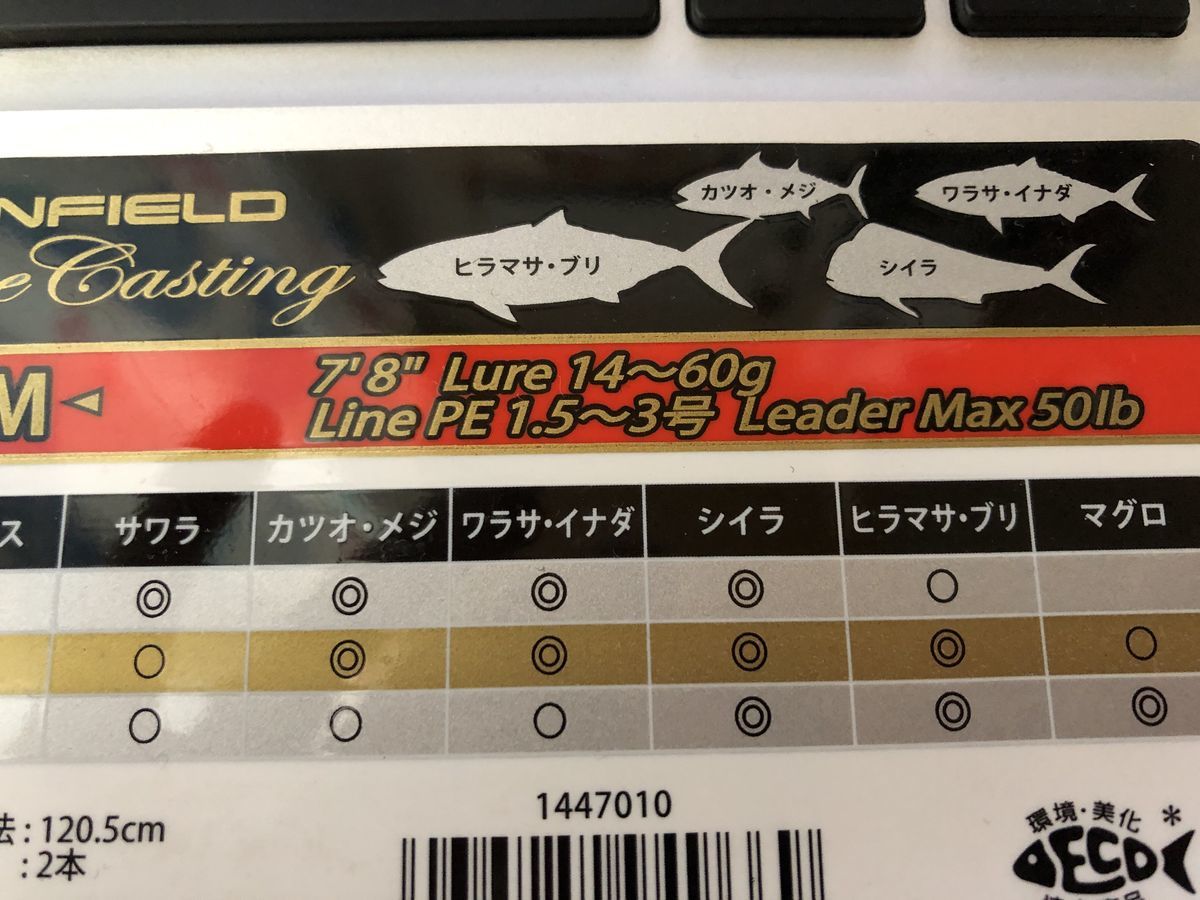 NFIELD
e Casting
カツオ・メジ
ワラサ・イナダ
ヒラマサ・ブリ
シイラ
M
7'8" Lure 14〜60g
Line PE 1.5〜3号 Leader Max 50lb
ス サワラ カツオ・メジ ワラサ・イナダ シイラ ヒラマサ・ブリ マグロ
◎ ◎ ◎ ◎ ○
○ ◎ ◎ ◎ ◎ ○
○ ○ ○ ◎ ◎ ◎
法 : 120.5cm
: 2本
1447010
環境・美化 *
ECO